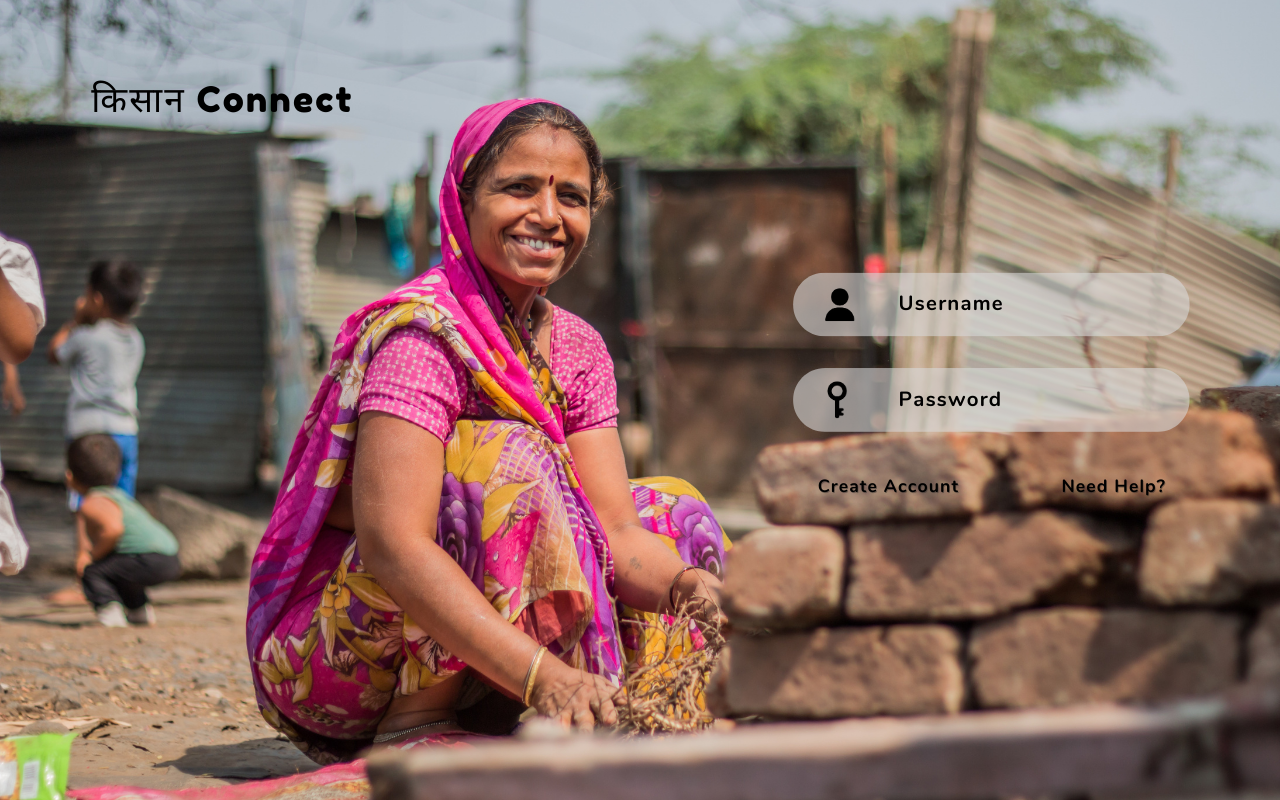 किसान Connect
Username
Password
Create Account
Need Help?